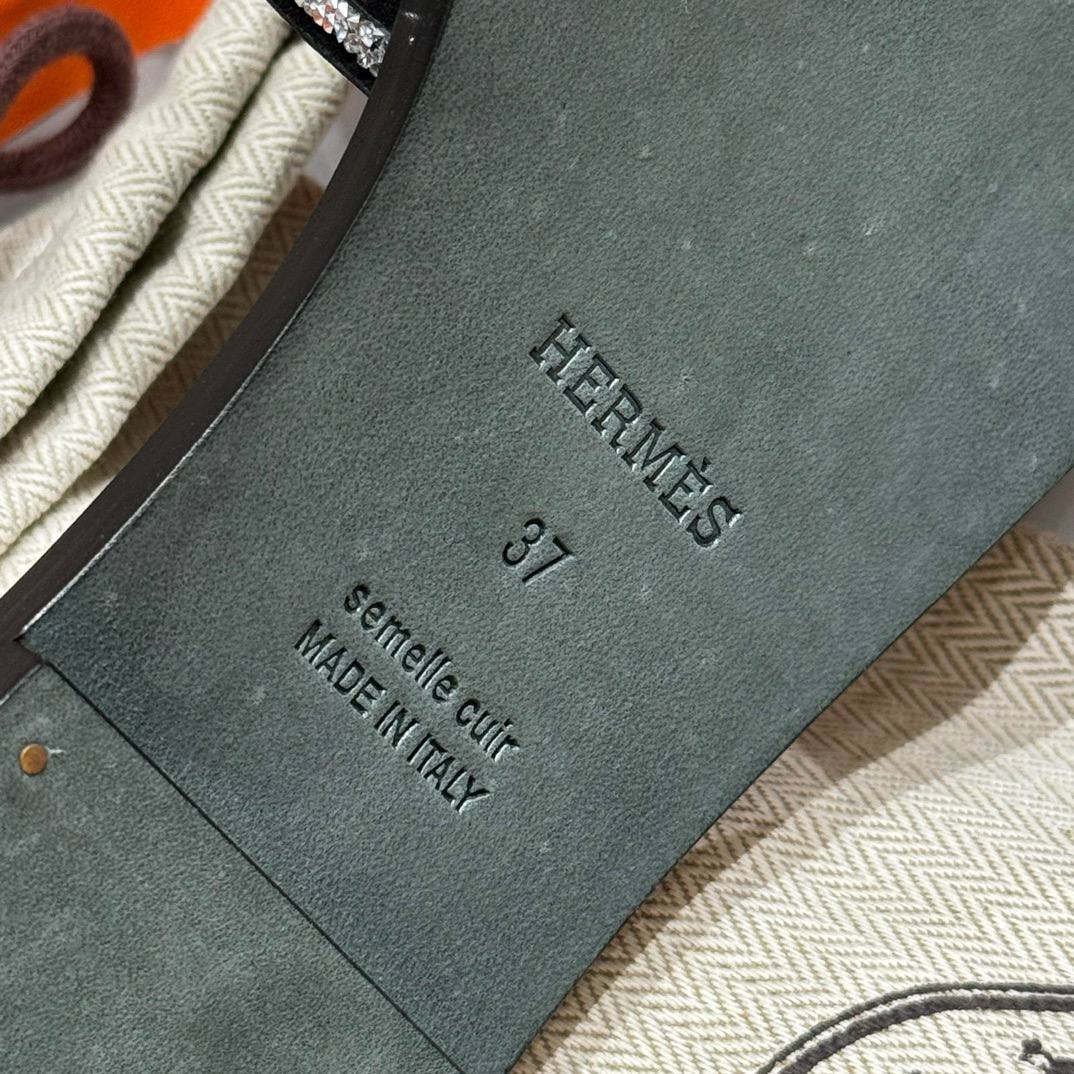 HERMÈS
37
semelle cuir
MADE IN ITALY